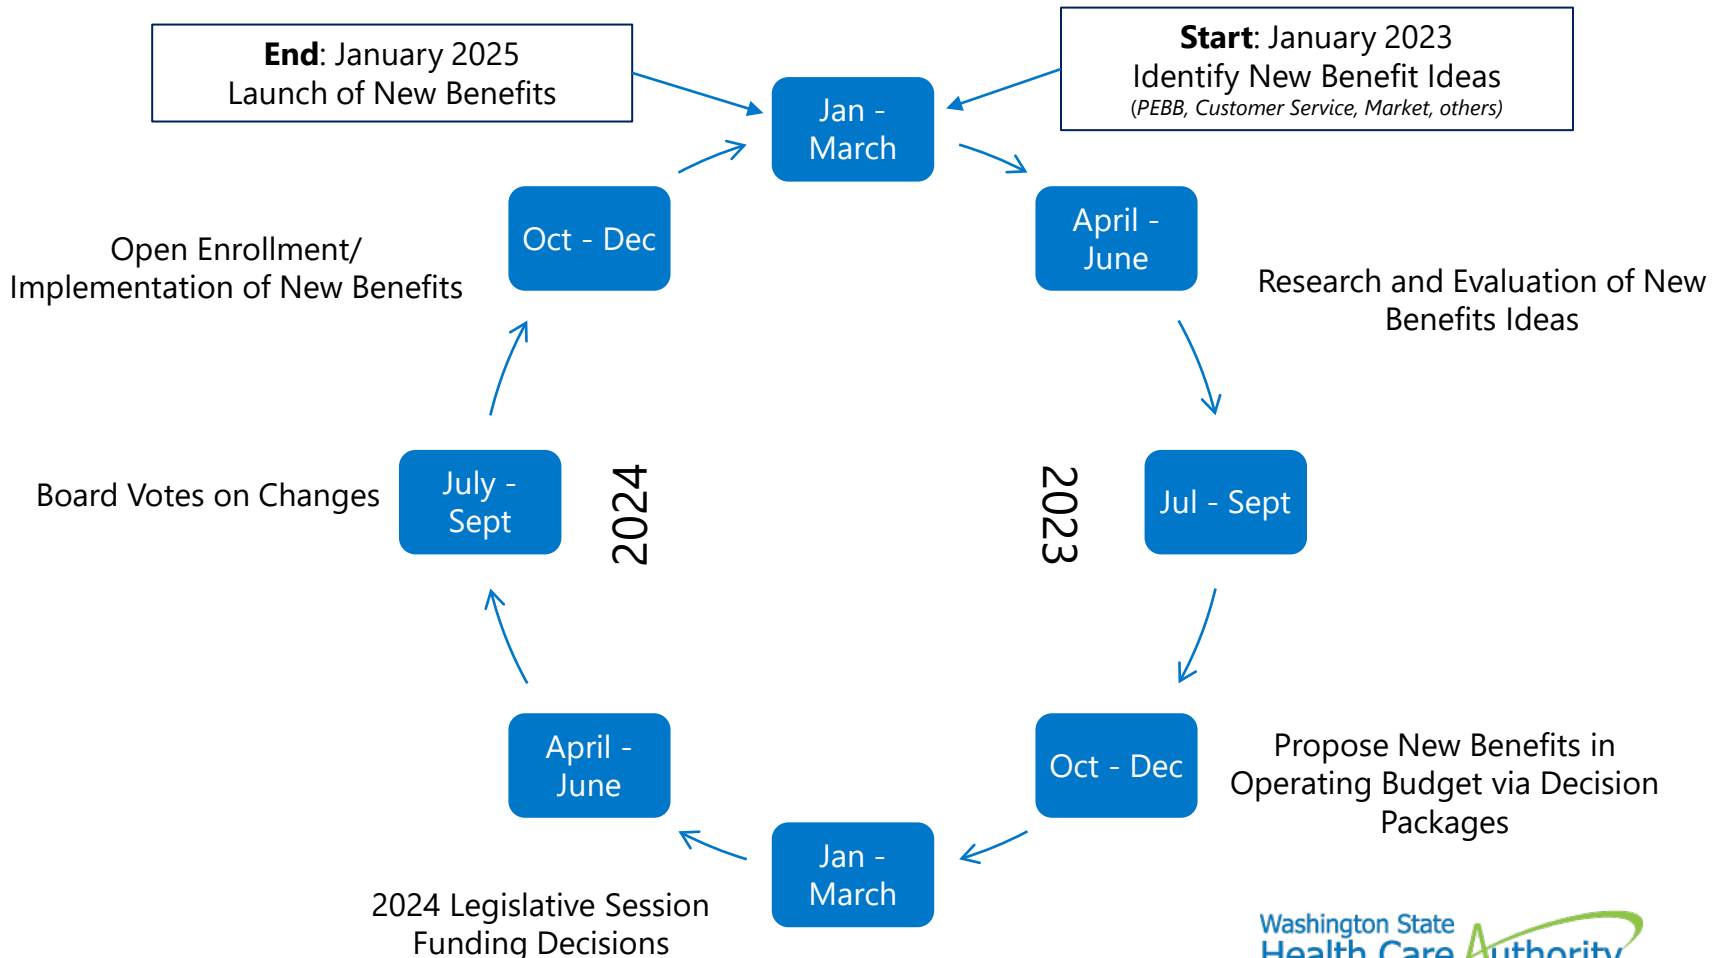 End: January 2025
Launch of New Benefits
Start: January 2023
Identify New Benefit Ideas
(PEBB, Customer Service, Market, others)
Jan -
March
April -
June
Research and Evaluation of New
Benefits Ideas
2023
Jul - Sept
Oct - Dec
Propose New Benefits in
Operating Budget via Decision
Packages
Jan -
March
2024 Legislative Session
Funding Decisions
April -
June
2024
July -
Sept
Board Votes on Changes
Oct - Dec
Open Enrollment/
Implementation of New Benefits
Washington State
Health Care Authority